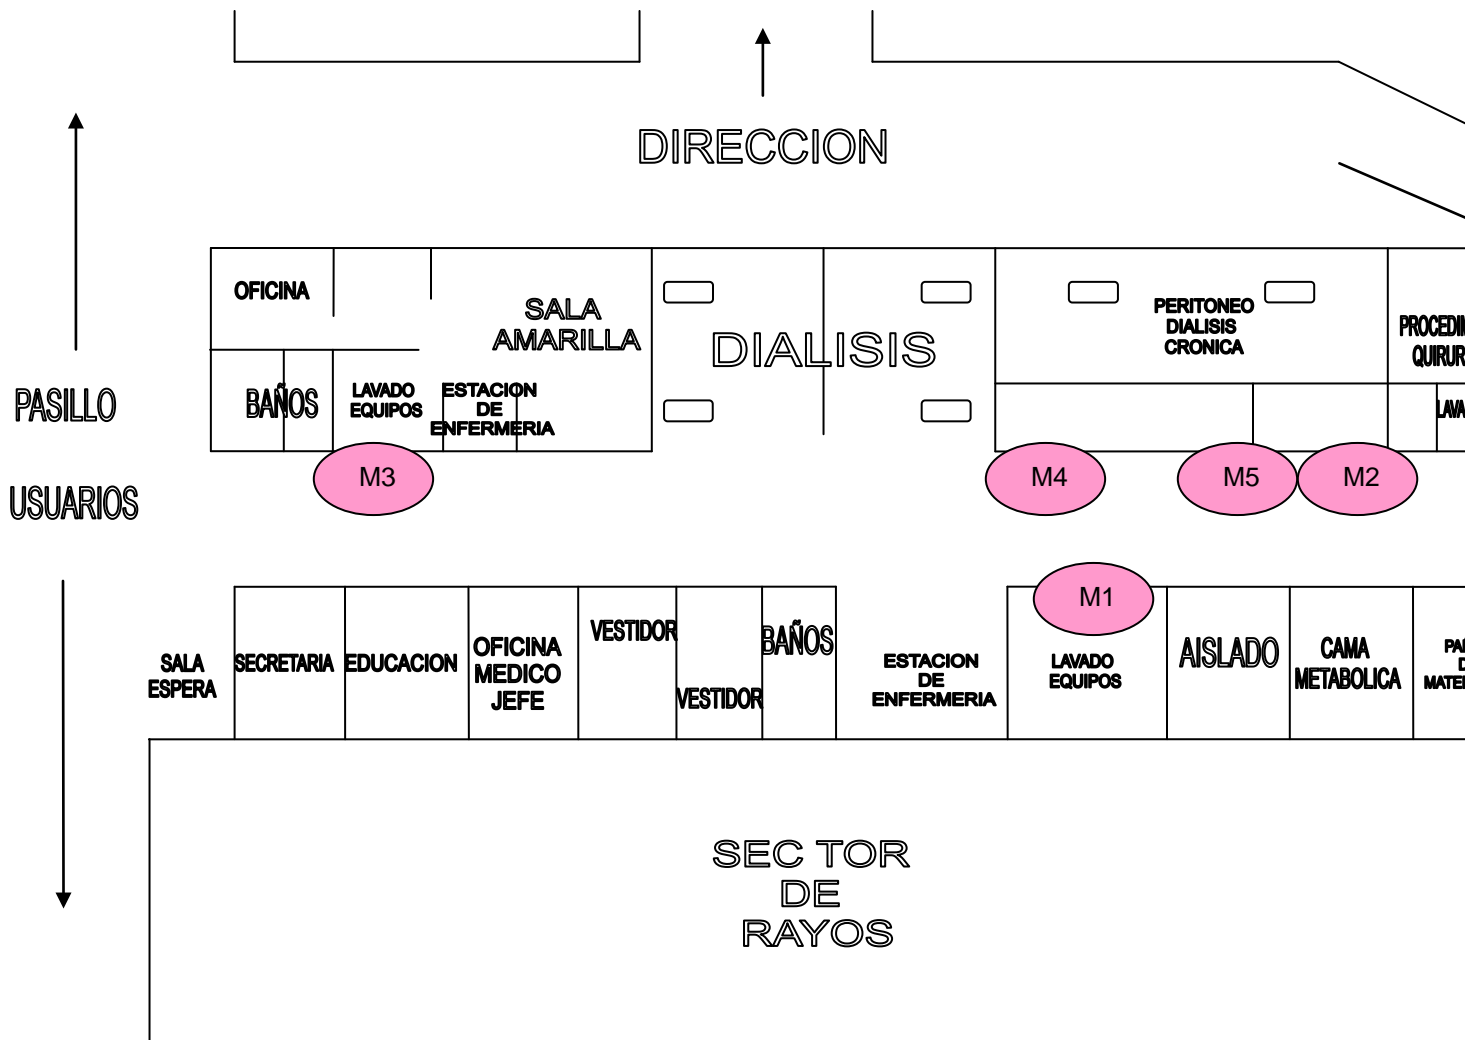 DIRECCION
OFICINA
SALA
AMARILLA
DIALISIS
PERITONEO
DIALISIS
CRONICA
BAÑOS
LAVADO
EQUIPOS
ESTACION
DE
ENFERMERIA
PASILLO
USUARIOS
M3
M4
M5
M2
M1
SALA
ESPERA
SECRETARIA
EDUCACION
OFICINA
MEDICO
JEFE
VESTIDOR
VESTIDOR
BAÑOS
ESTACION
DE
ENFERMERIA
LAVADO
EQUIPOS
AISLADO
CAMA
METABOLICA
SEC TOR
DE
RAYOS